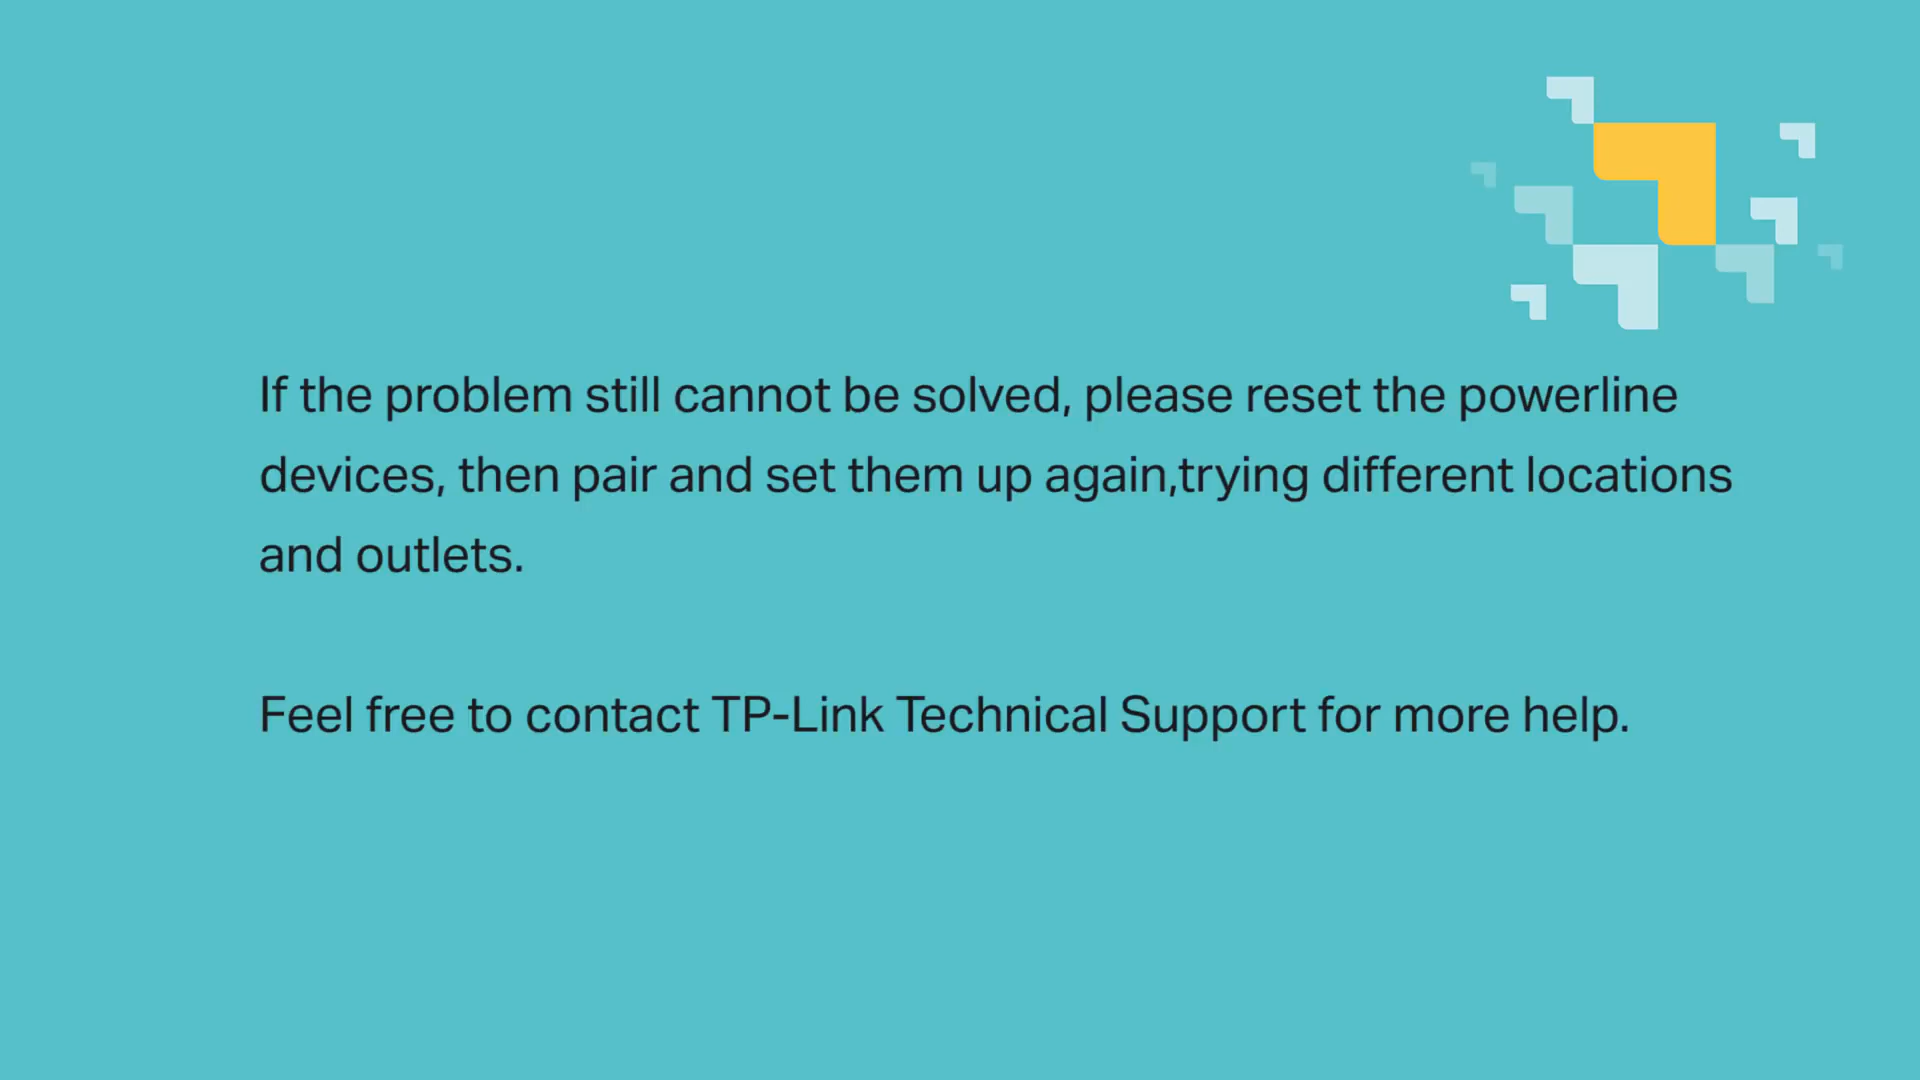 If the problem still cannot be solved, please reset the powerline
devices, then pair and set them up again,trying different locations
and outlets.
Feel free to contact TP-Link Technical Support for more help.